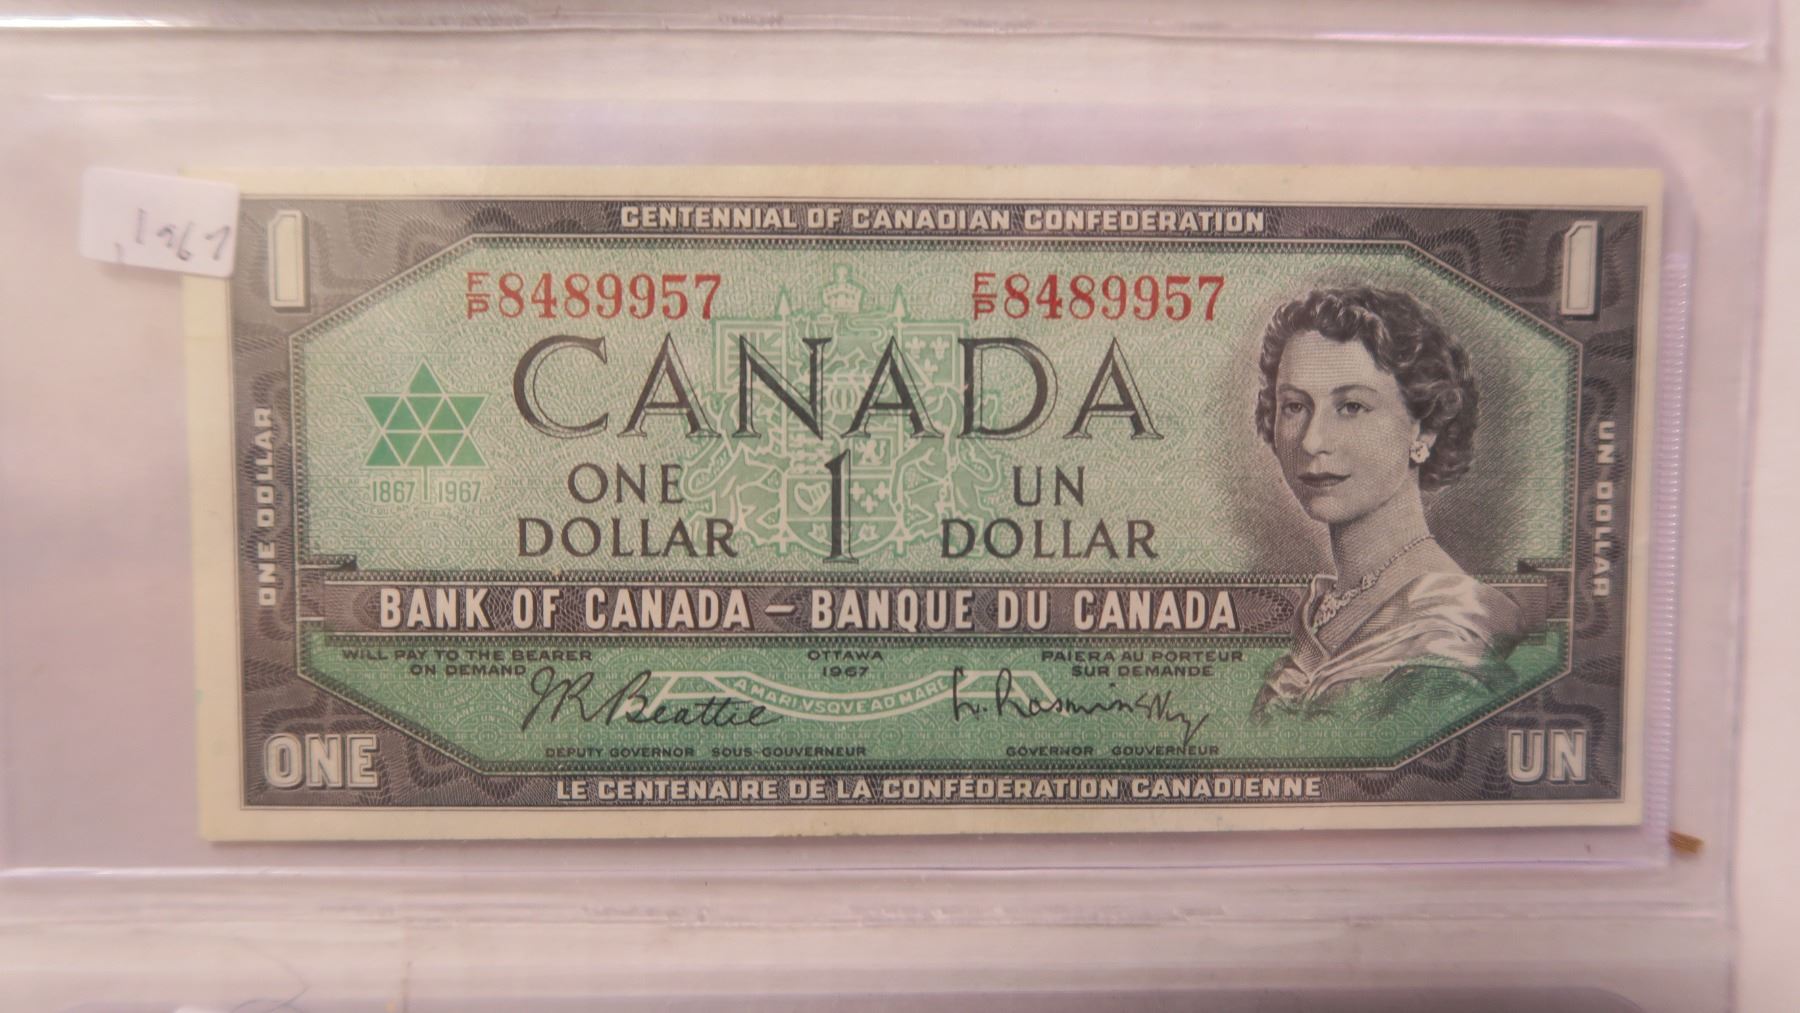 1967
1
CENTENNIAL OF CANADIAN CONFEDERATION
1
F/P 8489957
F/P 8489957
CANADA
1867 1967
ONE DOLLAR
1
UN DOLLAR
ONE DOLLAR
UN DOLLAR
BANK OF CANADA – BANQUE DU CANADA
WILL PAY TO THE BEARER ON DEMAND
OTTAWA 1967
PAIERA AU PORTEUR SUR DEMANDE
A MARI VSQVE AD MARE
JR Beattie
L. Rasminsky
DEPUTY GOVERNOR SOUS-GOUVERNEUR
GOVERNOR GOUVERNEUR
ONE
LE CENTENAIRE DE LA CONFÉDÉRATION CANADIENNE
UN